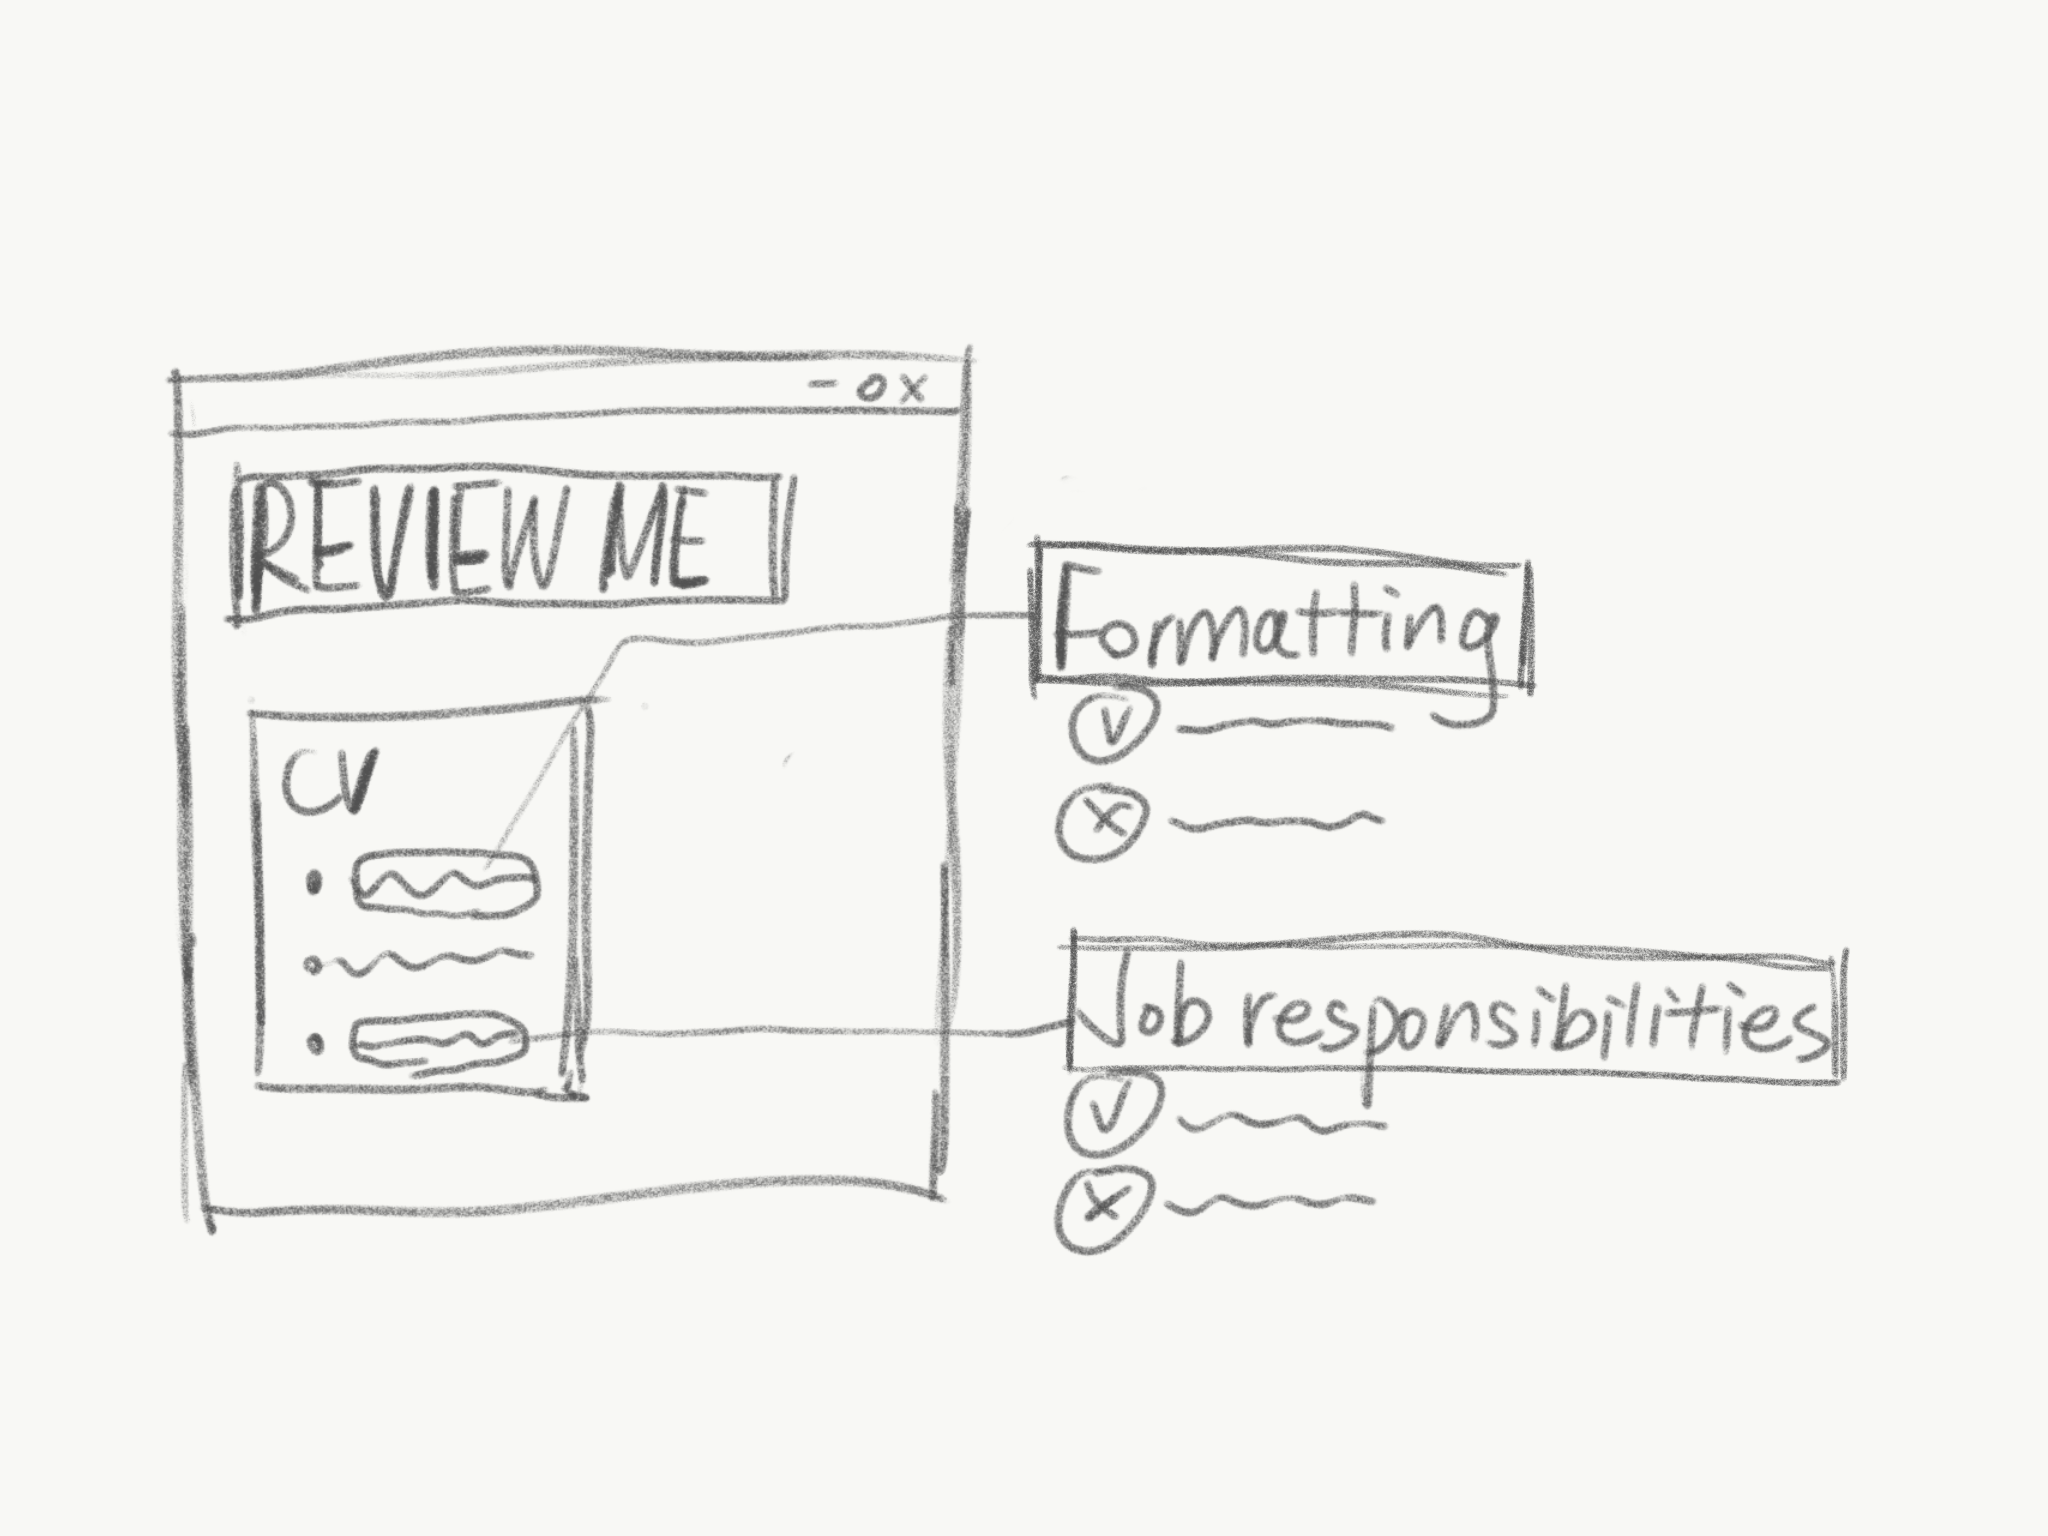 - o x
REVIEW ME
Formatting
v
x
CV
Job responsibilities
v
x